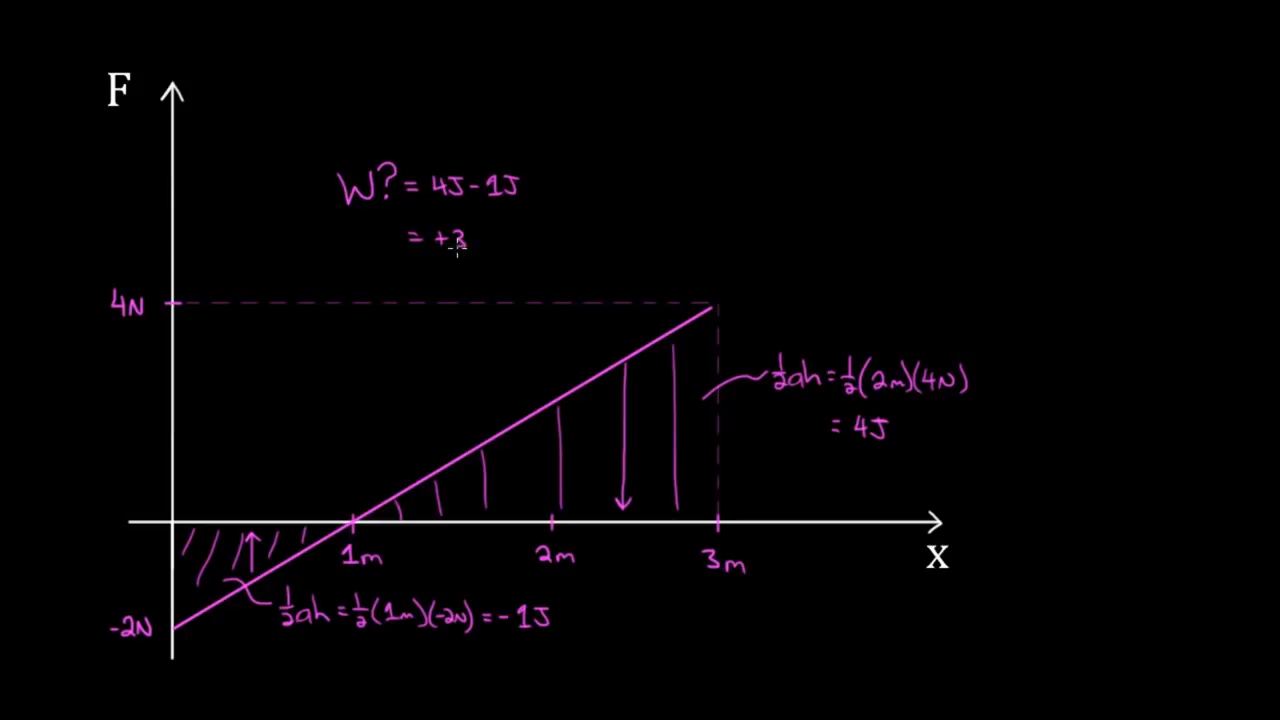 F
W? = 4J - 1J
= +3
4N
½ah = ½(2m)(4N)
= 4J
1m
2m
3m
x
½ah = ½(1m)(-2N) = - 1J
-2N